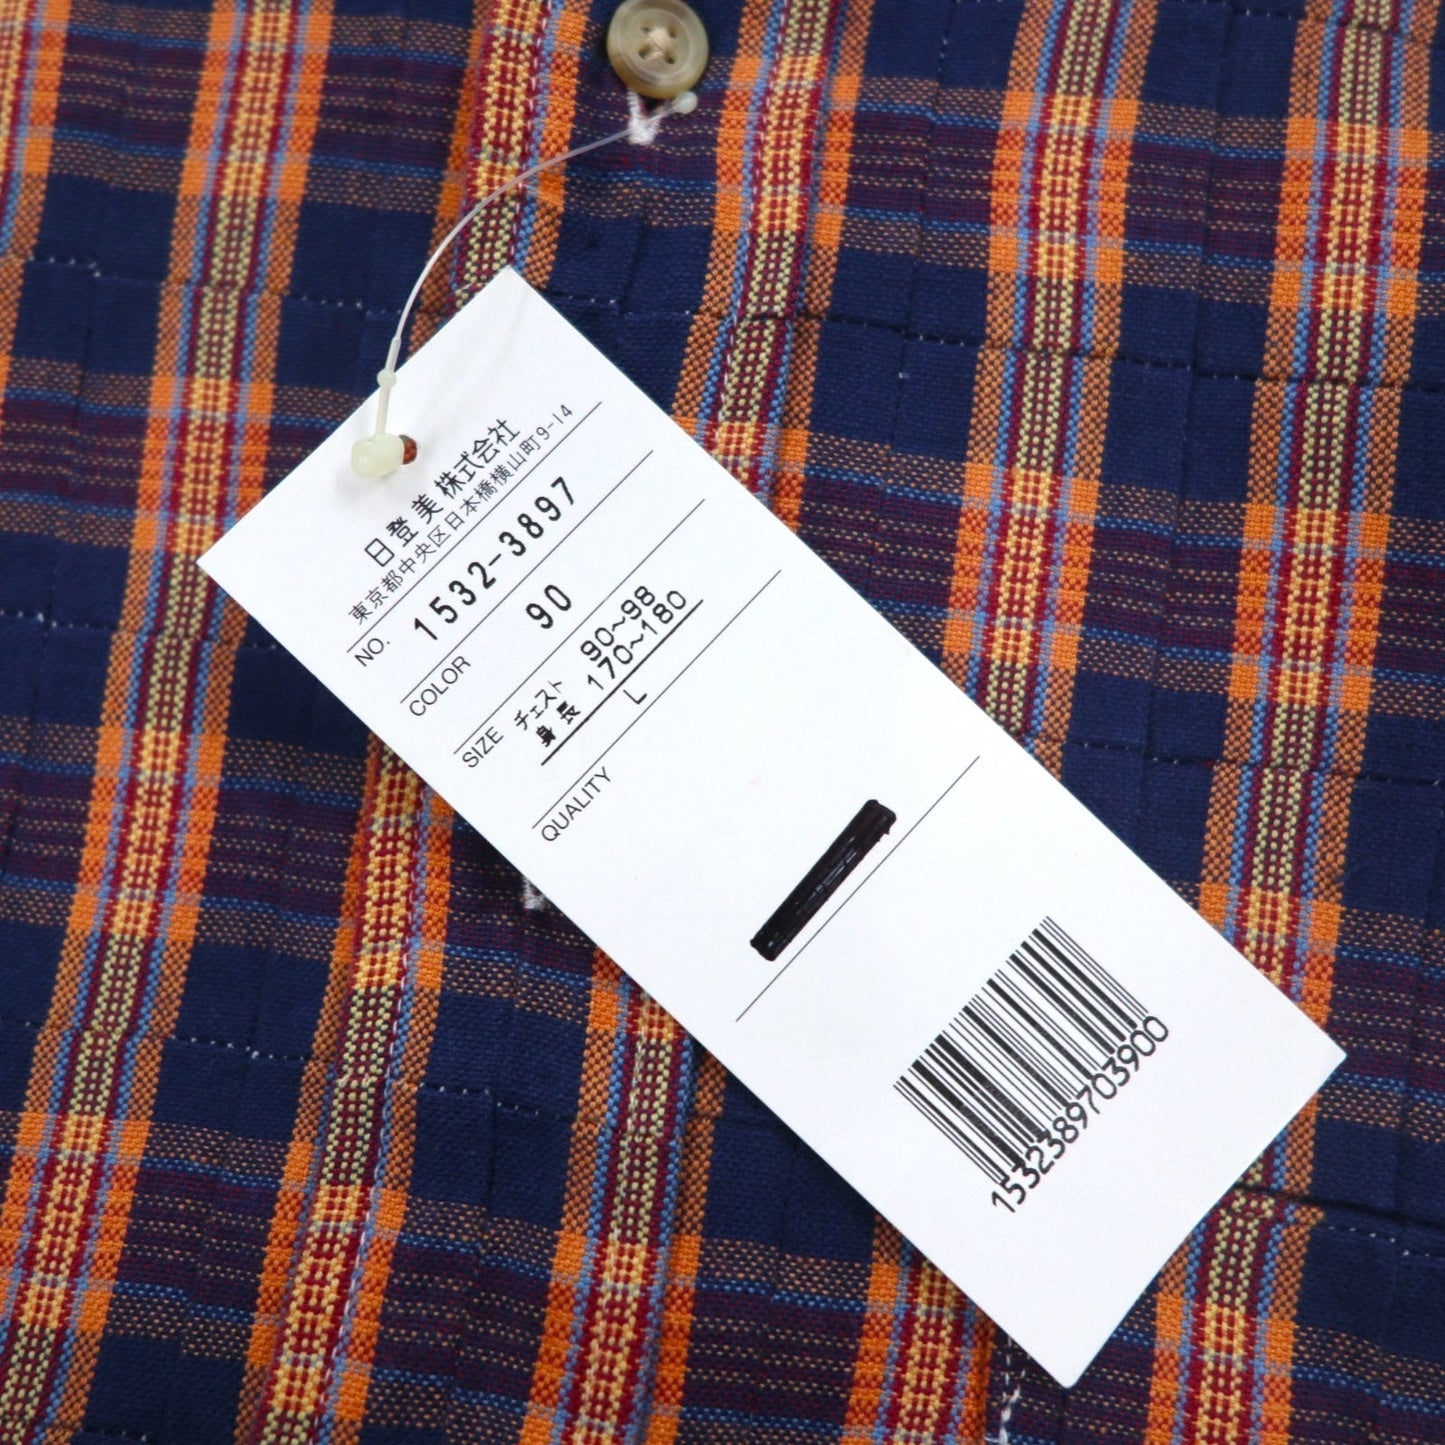 日登美株式会社
東京都中央区日本橋横山町9-14
NO. 1532-3897
COLOR 90
SIZE チェスト 90~98
身長 170~180
L
QUALITY
1532389703900